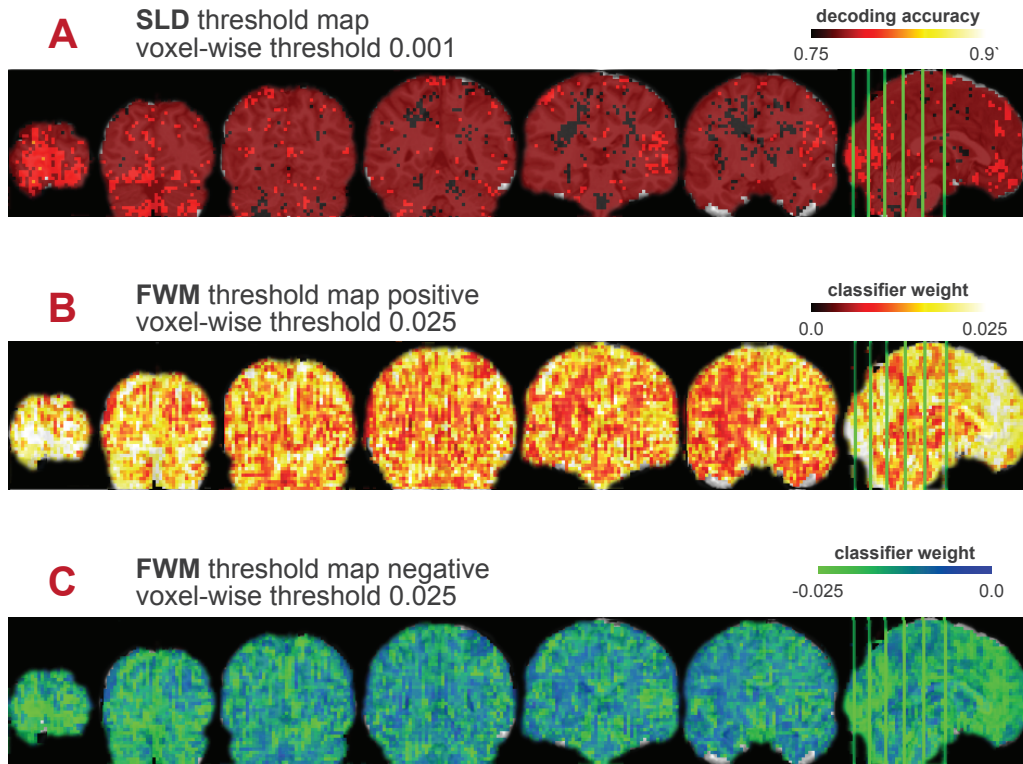 A
SLD threshold map
voxel-wise threshold 0.001
decoding accuracy
0.75 0.9`
B
FWM threshold map positive
voxel-wise threshold 0.025
classifier weight
0.0 0.025
C
FWM threshold map negative
voxel-wise threshold 0.025
classifier weight
-0.025 0.0